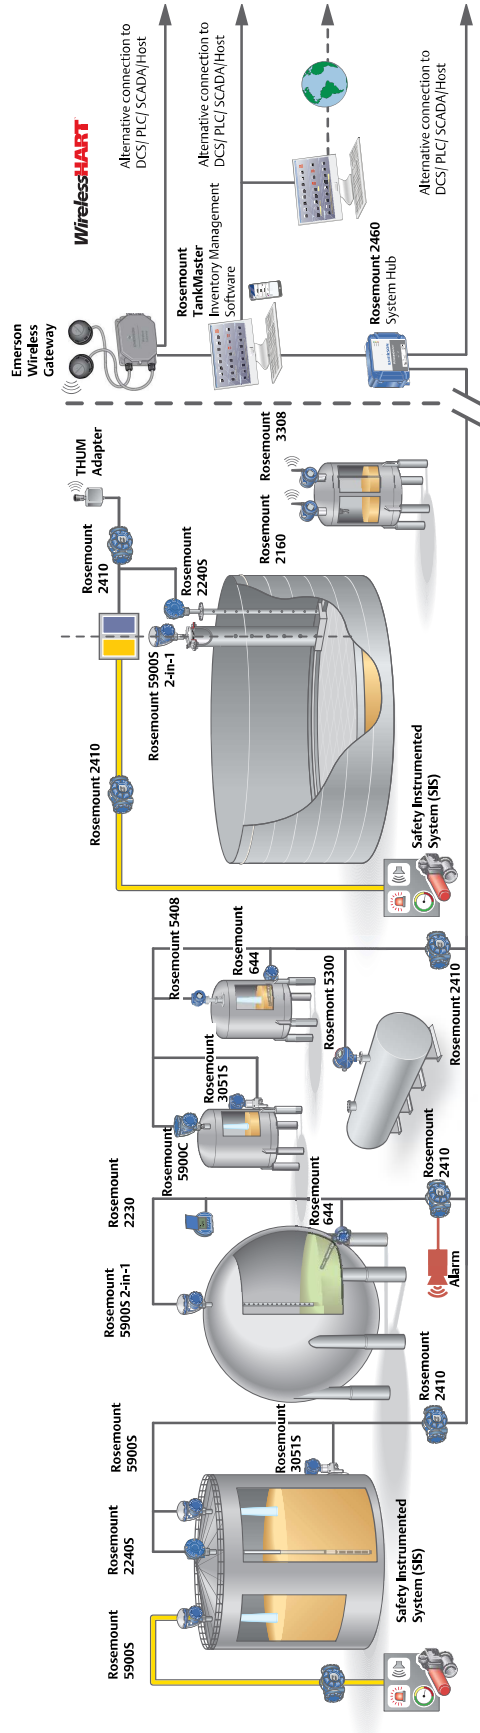 Emerson
Wireless
Gateway
WirelessHART
Alternative connection to
DCS/ PLC/ SCADA/Host
Rosemount
TankMaster
Inventory Management
Software
Alternative connection to
DCS/ PLC/ SCADA/Host
Rosemount 2460
System Hub
Alternative connection to
DCS/ PLC/ SCADA/Host
THUM
Adapter
Rosemount
2410
Rosemount
2240S
Rosemount
2160
Rosemount
3308
Rosemount 2410
Rosemount 5900S
2-in-1
Safety Instrumented
System (SIS)
Rosemount 5408
Rosemount
644
Rosemount
3051S
Rosemont 5300
Rosemount
5900C
Rosemount 2410
Rosemount
2230
Rosemount
5900S 2-in-1
Rosemount
644
Rosemount
2410
Alarm
Rosemount
2410
Rosemount
5900S
Rosemount
2240S
Rosemount
5900S
Rosemount
3051S
Safety Instrumented
System (SIS)